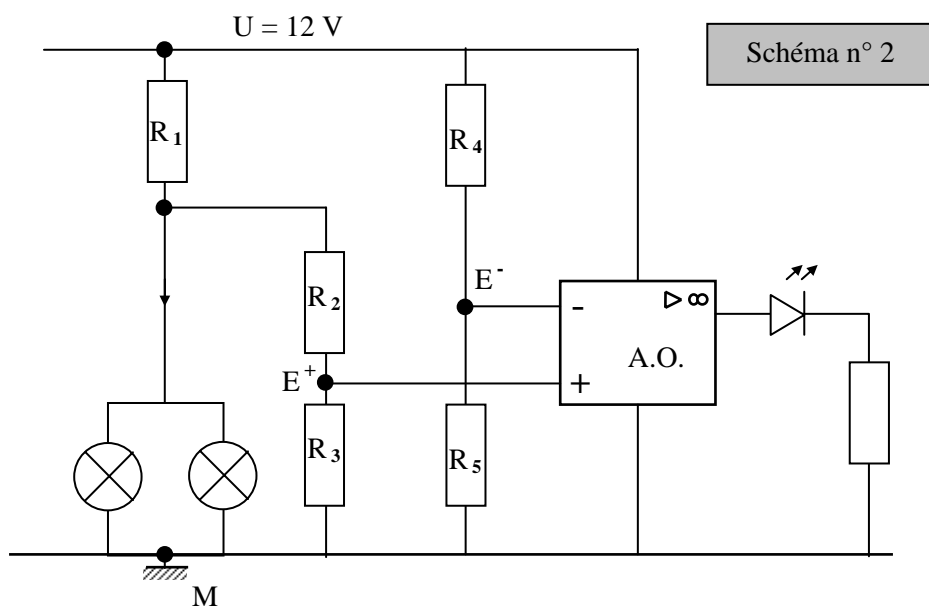 U = 12 V
Schéma n° 2
R1
R4
E-
R2
▷ ∞
-
A.O.
E+
+
R3
R5
M